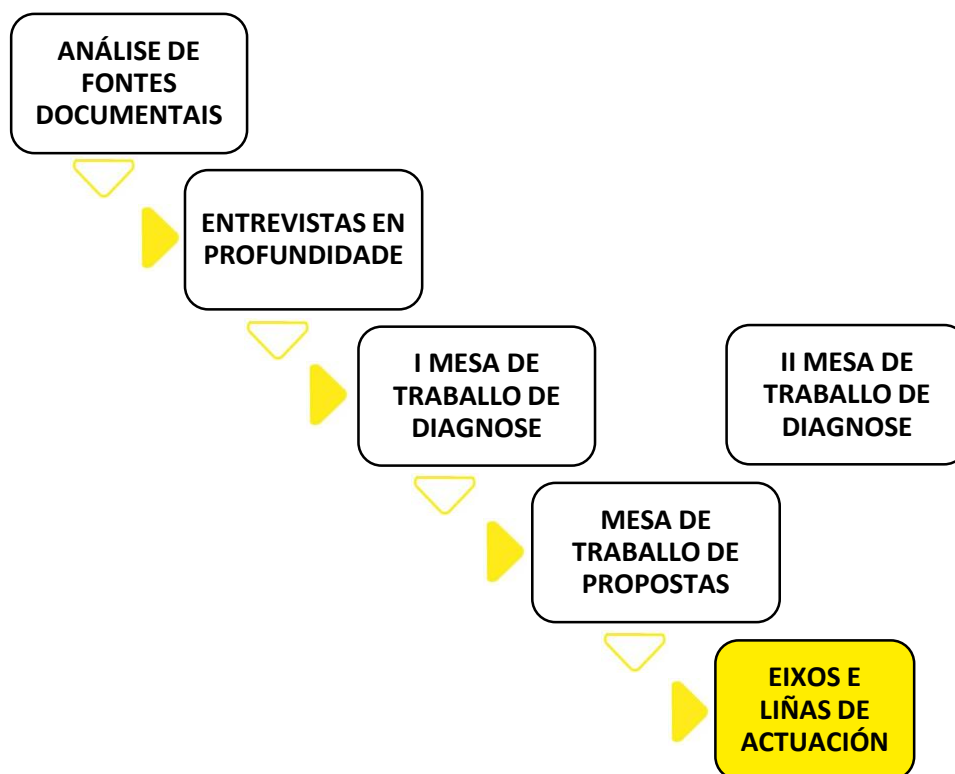 ANÁLISE DE
FONTES
DOCUMENTAIS
ENTREVISTAS EN
PROFUNDIDADE
I MESA DE
TRABALLO DE
DIAGNOSE
II MESA DE
TRABALLO DE
DIAGNOSE
MESA DE
TRABALLO DE
PROPOSTAS
EIXOS E
LIÑAS DE
ACTUACIÓN